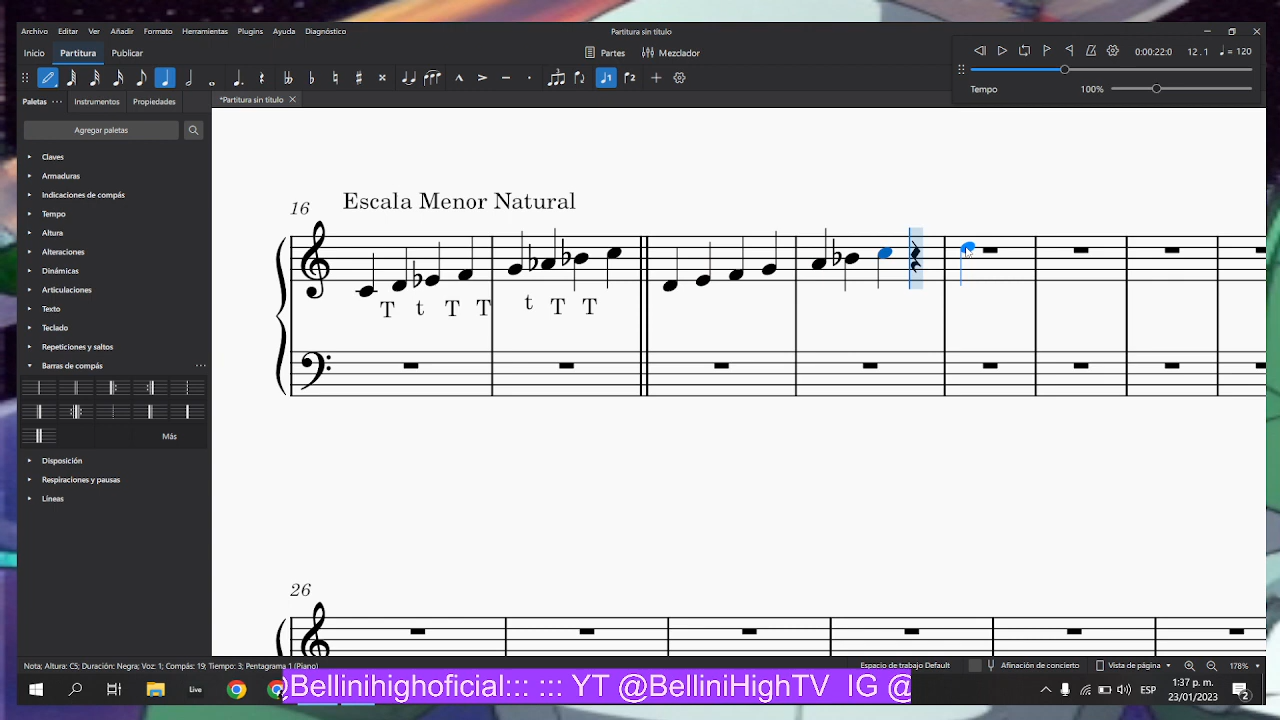 Archivo Editar Ver Añadir Formato Herramientas Plugins Ayuda Diagnóstico
Partitura sin título
Inicio Partitura Publicar
Partes Mezclador
0:00:22:0 12 . 1 = 120
Tempo 100%
Paletas Instrumentos Propiedades
*Partitura sin título
Agregar paletas
Claves
Armaduras
Indicaciones de compás
Tempo
Altura
Alteraciones
Dinámicas
Articulaciones
Texto
Teclado
Repeticiones y saltos
Barras de compás
Más
Disposición
Respiraciones y pausas
Líneas
16
Escala Menor Natural
T t T T t T T
26
Nota; Altura: C5; Duración: Negra; Voz: 1; Compás: 19; Tiempo: 3; Pentagrama 1 (Piano)
Espacio de trabajo Default
Afinación de concierto
Vista de página
178%
Live
@Bellinihighoficial::: ::: YT @BelliniHighTV IG @
ESP
1:37 p. m.
23/01/2023
2